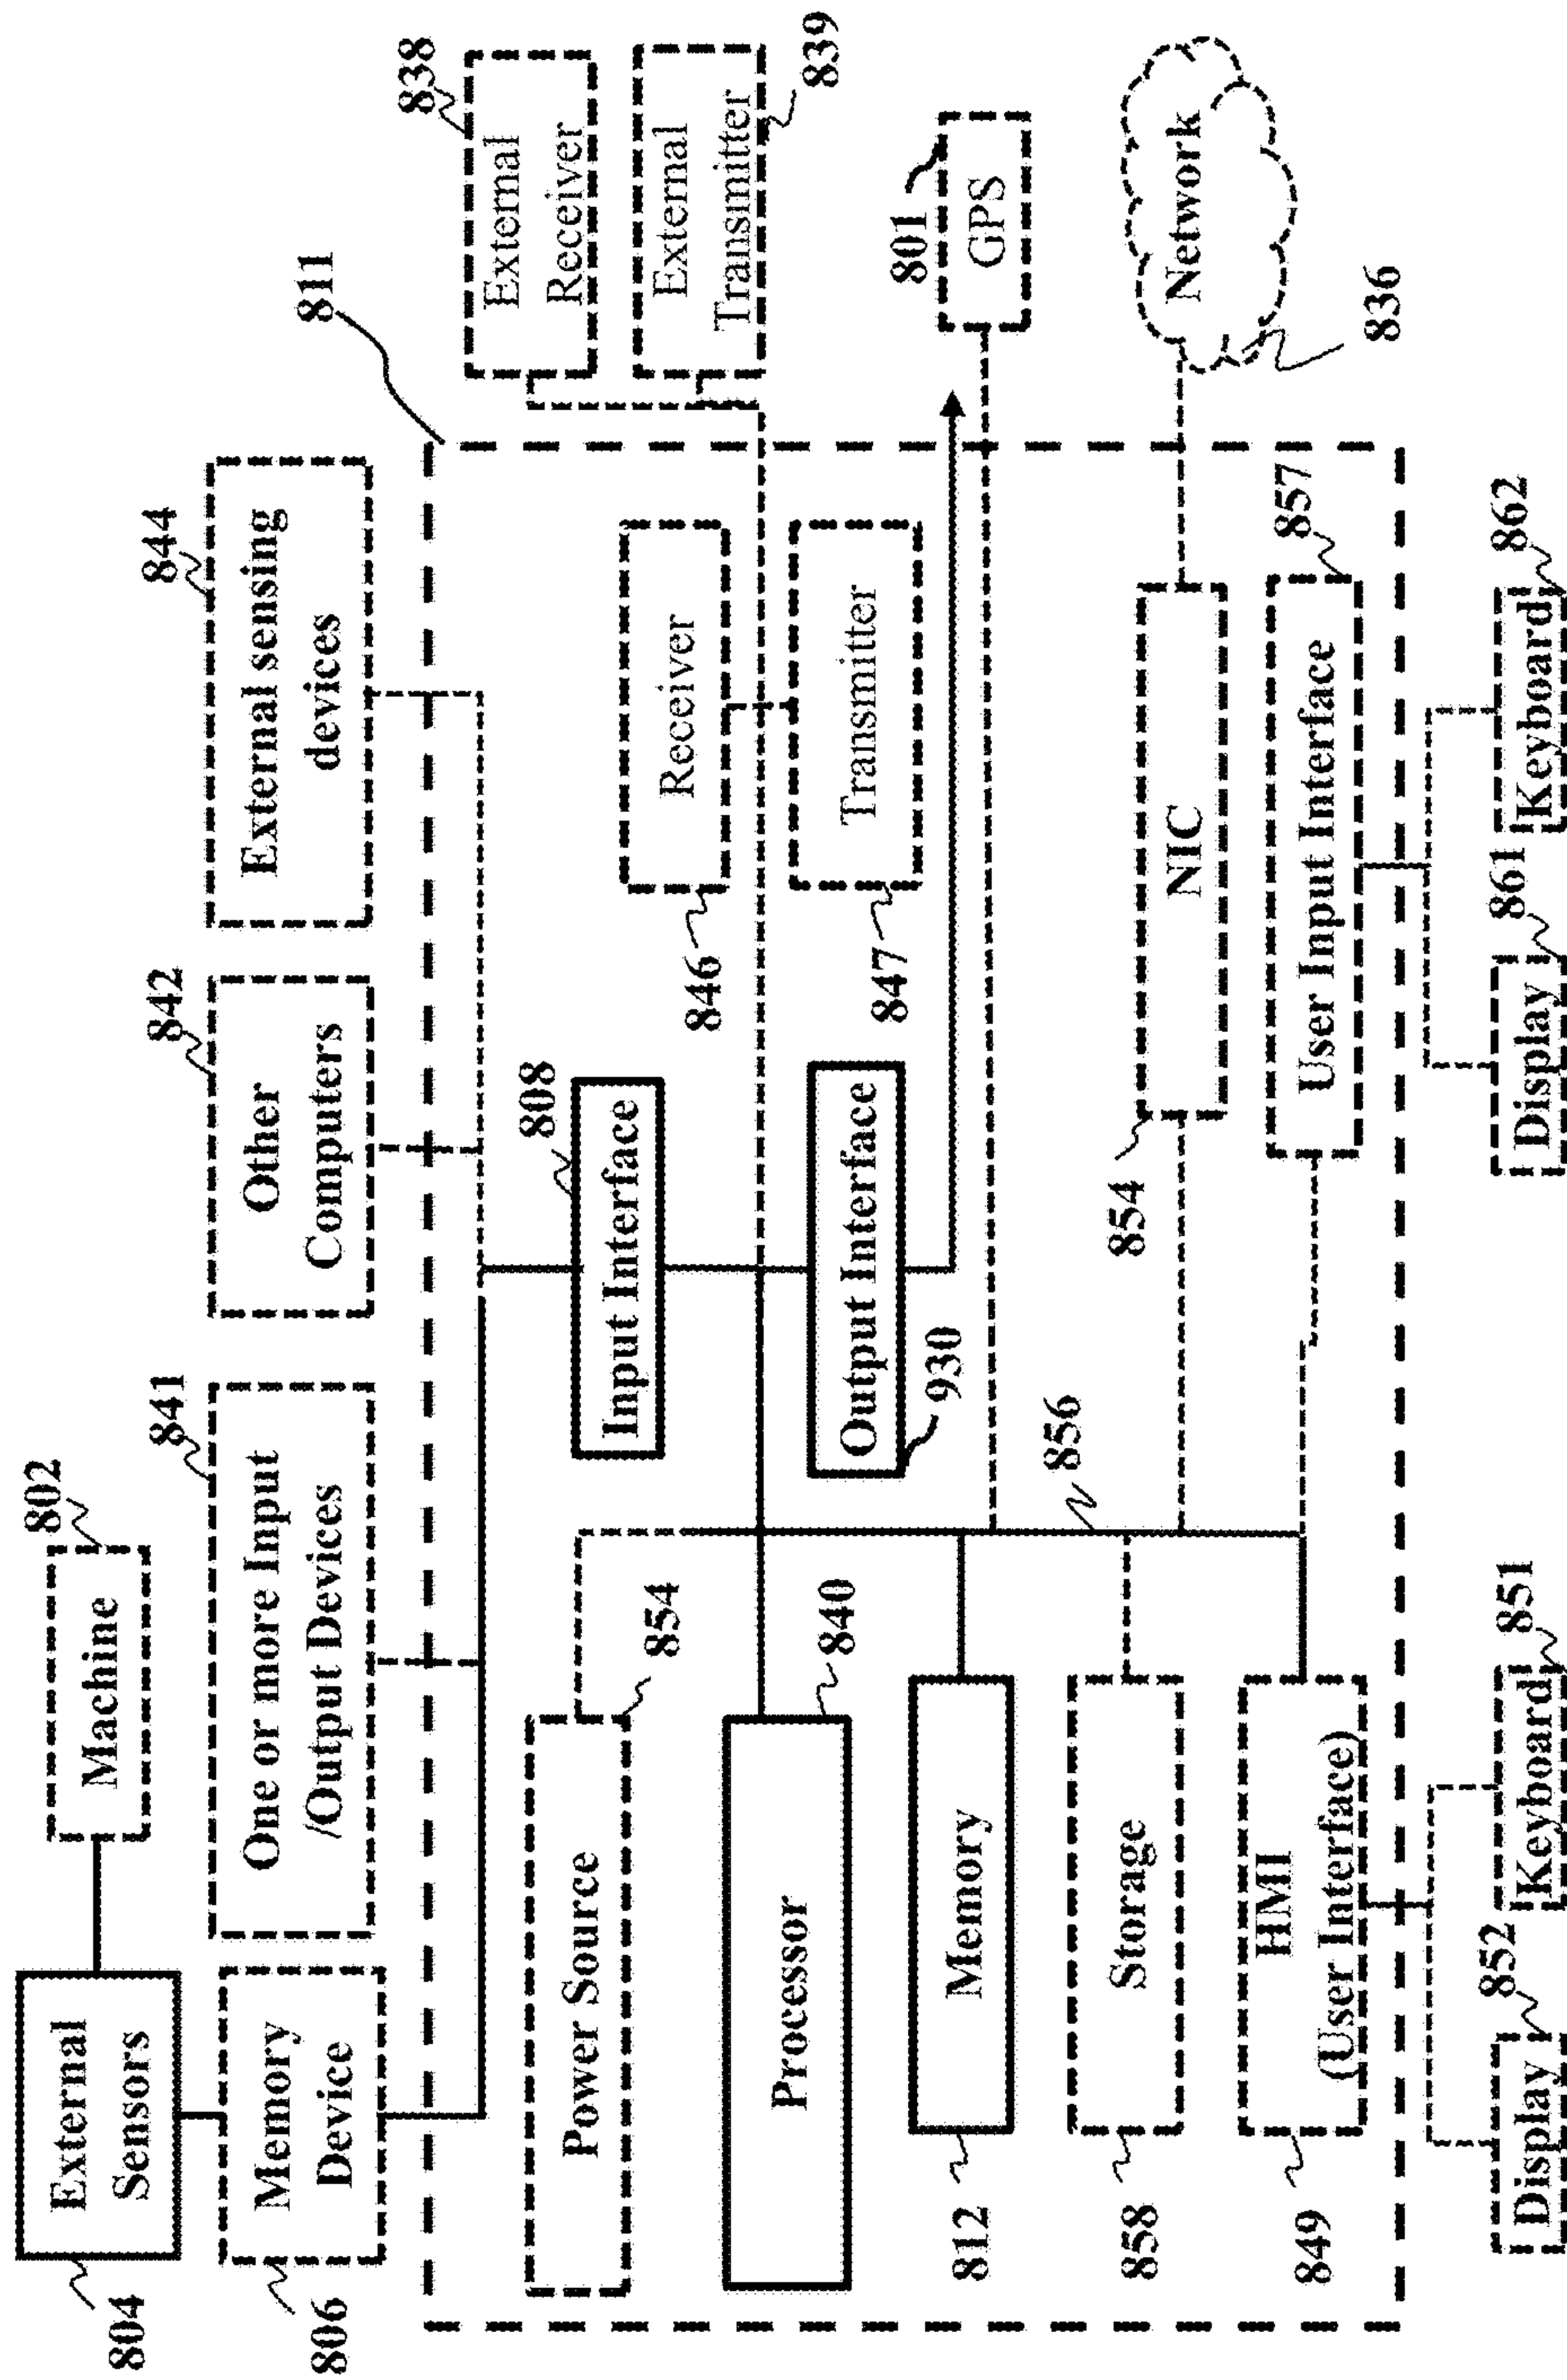 802
Machine
External
Sensors
804
841
842
844
One or more Input
/Output Devices
Other
Computers
External sensing
devices
Memory
Device
806
811
838
External
Receiver
External
Transmitter
839
Power Source
854
808
Input Interface
Receiver
846
Processor
840
Output Interface
930
Transmitter
847
801
GPS
Memory
812
856
Storage
858
854
NIC
Network
836
HMI
(User Interface)
849
User Input Interface
857
852
Display
851
Keyboard
861
Display
862
Keyboard